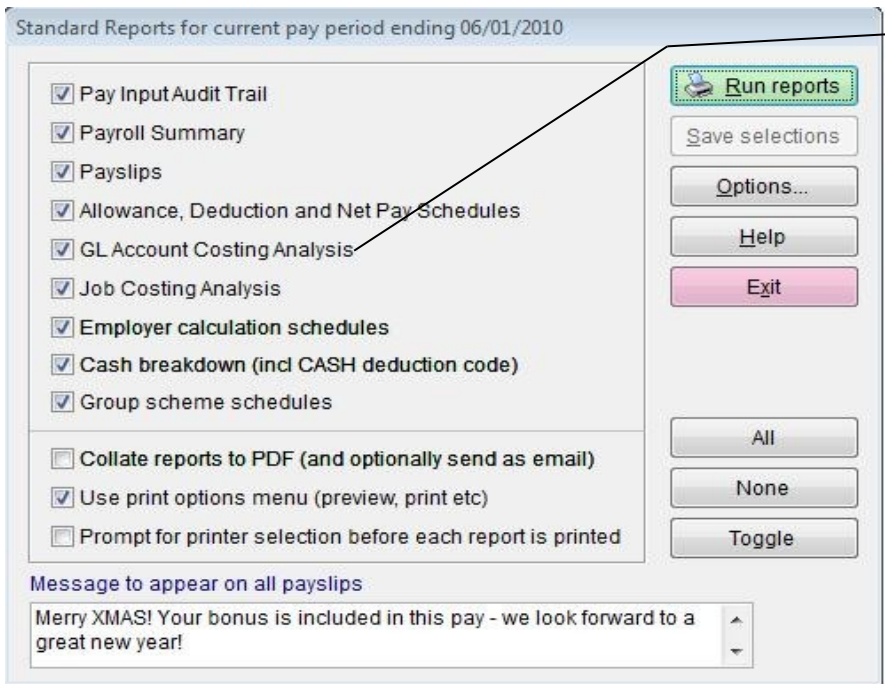 Standard Reports for current pay period ending 06/01/2010
Pay Input Audit Trail
Payroll Summary
Payslips
Allowance, Deduction and Net Pay Schedules
GL Account Costing Analysis
Job Costing Analysis
Employer calculation schedules
Cash breakdown (incl CASH deduction code)
Group scheme schedules
Collate reports to PDF (and optionally send as email)
Use print options menu (preview, print etc)
Prompt for printer selection before each report is printed
Run reports
Save selections
Options...
Help
Exit
All
None
Toggle
Message to appear on all payslips
Merry XMAS! Your bonus is included in this pay - we look forward to a
great new year!